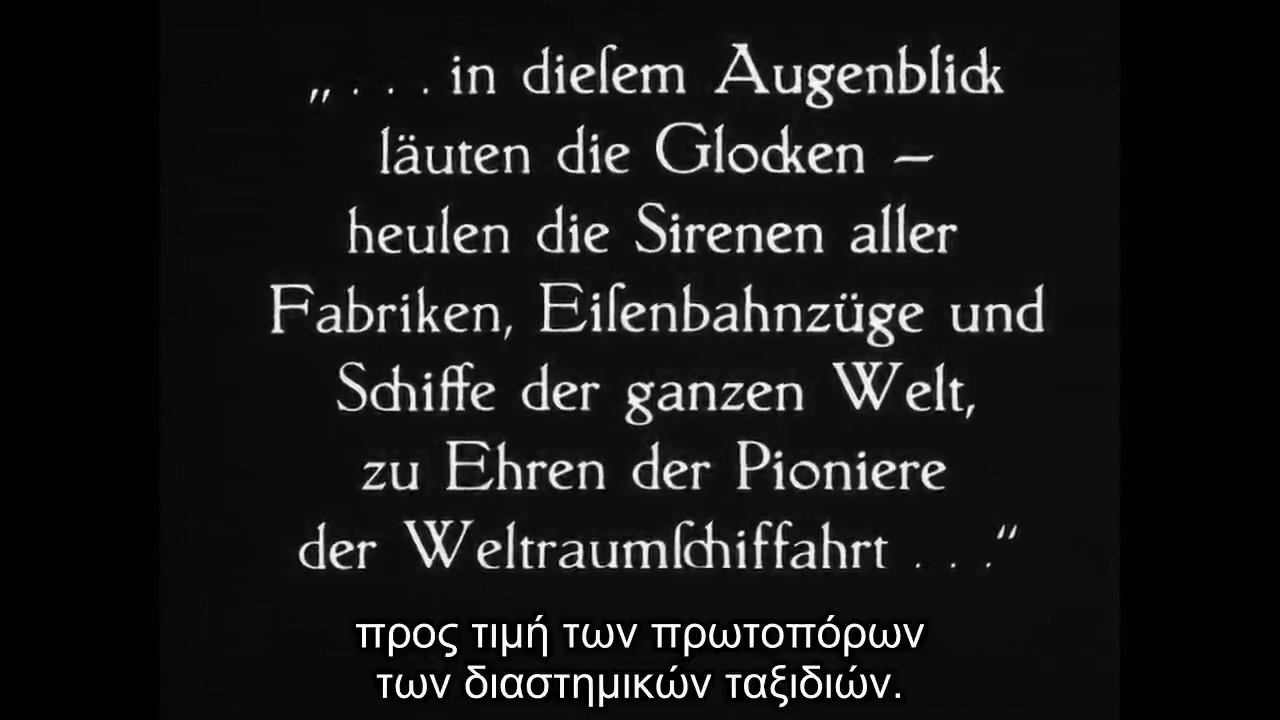 „ . . . in dieſem Augenblick
läuten die Glocken –
heulen die Sirenen aller
Fabriken, Eiſenbahnzüge und
Schiffe der ganzen Welt,
zu Ehren der Pioniere
der Weltraumſchiffahrt . . .“
προς τιμή των πρωτοπόρων
των διαστημικών ταξιδιών.